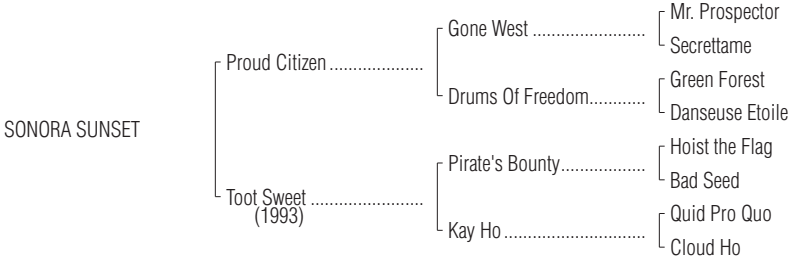 Mr. Prospector
Gone West ........................
Secrettame
Proud Citizen ....................
Green Forest
Drums Of Freedom............
Danseuse Etoile
SONORA SUNSET
Hoist the Flag
Pirate's Bounty..................
Bad Seed
Toot Sweet ........................
(1993)
Quid Pro Quo
Kay Ho ..............................
Cloud Ho